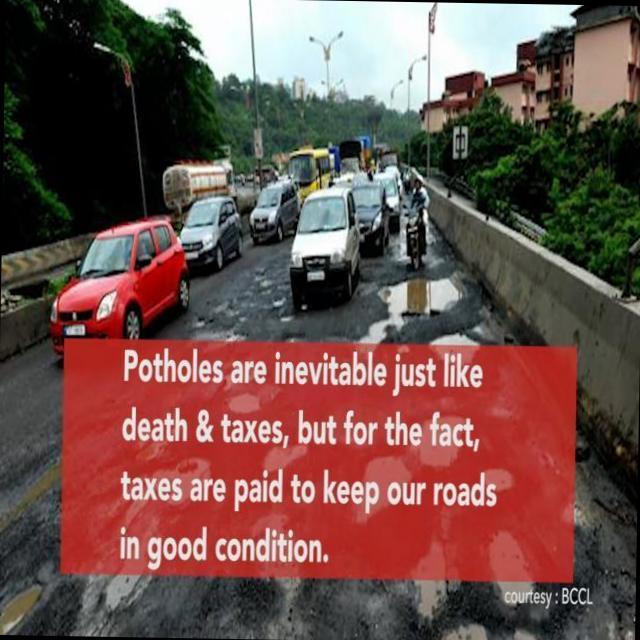 Potholes are inevitable just like
death & taxes, but for the fact,
taxes are paid to keep our roads
in good condition.
courtesy : BCCL